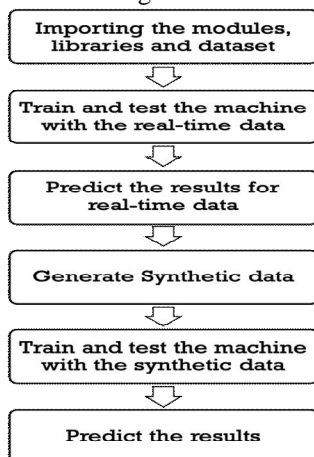 Importing the modules,
libraries and dataset
Train and test the machine
with the real-time data
Predict the results for
real-time data
Generate Synthetic data
Train and test the machine
with the synthetic data
Predict the results